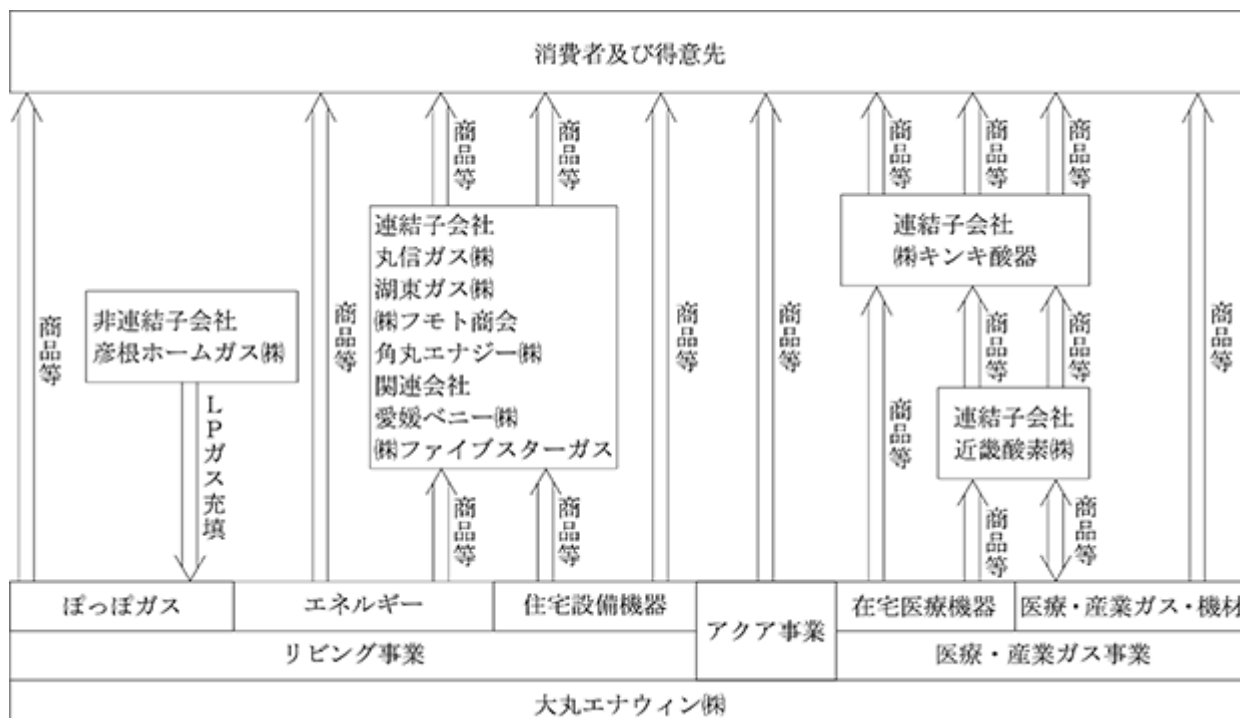 消費者及び得意先
商品等
商品等
商品等
商品等
商品等
連結子会社
丸信ガス㈱
湖東ガス㈱
㈱フモト商会
角丸エナジー㈱
関連会社
愛媛ベニー㈱
㈱ファイブスターガス
連結子会社
㈱キンキ酸器
非連結子会社
彦根ホームガス㈱
商品等
商品等
商品等
商品等
商品等
商品等
商品等
商品等
連結子会社
近畿酸素㈱
LPガス充填
商品等
商品等
商品等
商品等
ぽっぽガス
エネルギー
住宅設備機器
アクア事業
在宅医療機器
医療・産業ガス・機材
リビング事業
医療・産業ガス事業
大丸エナウィン㈱